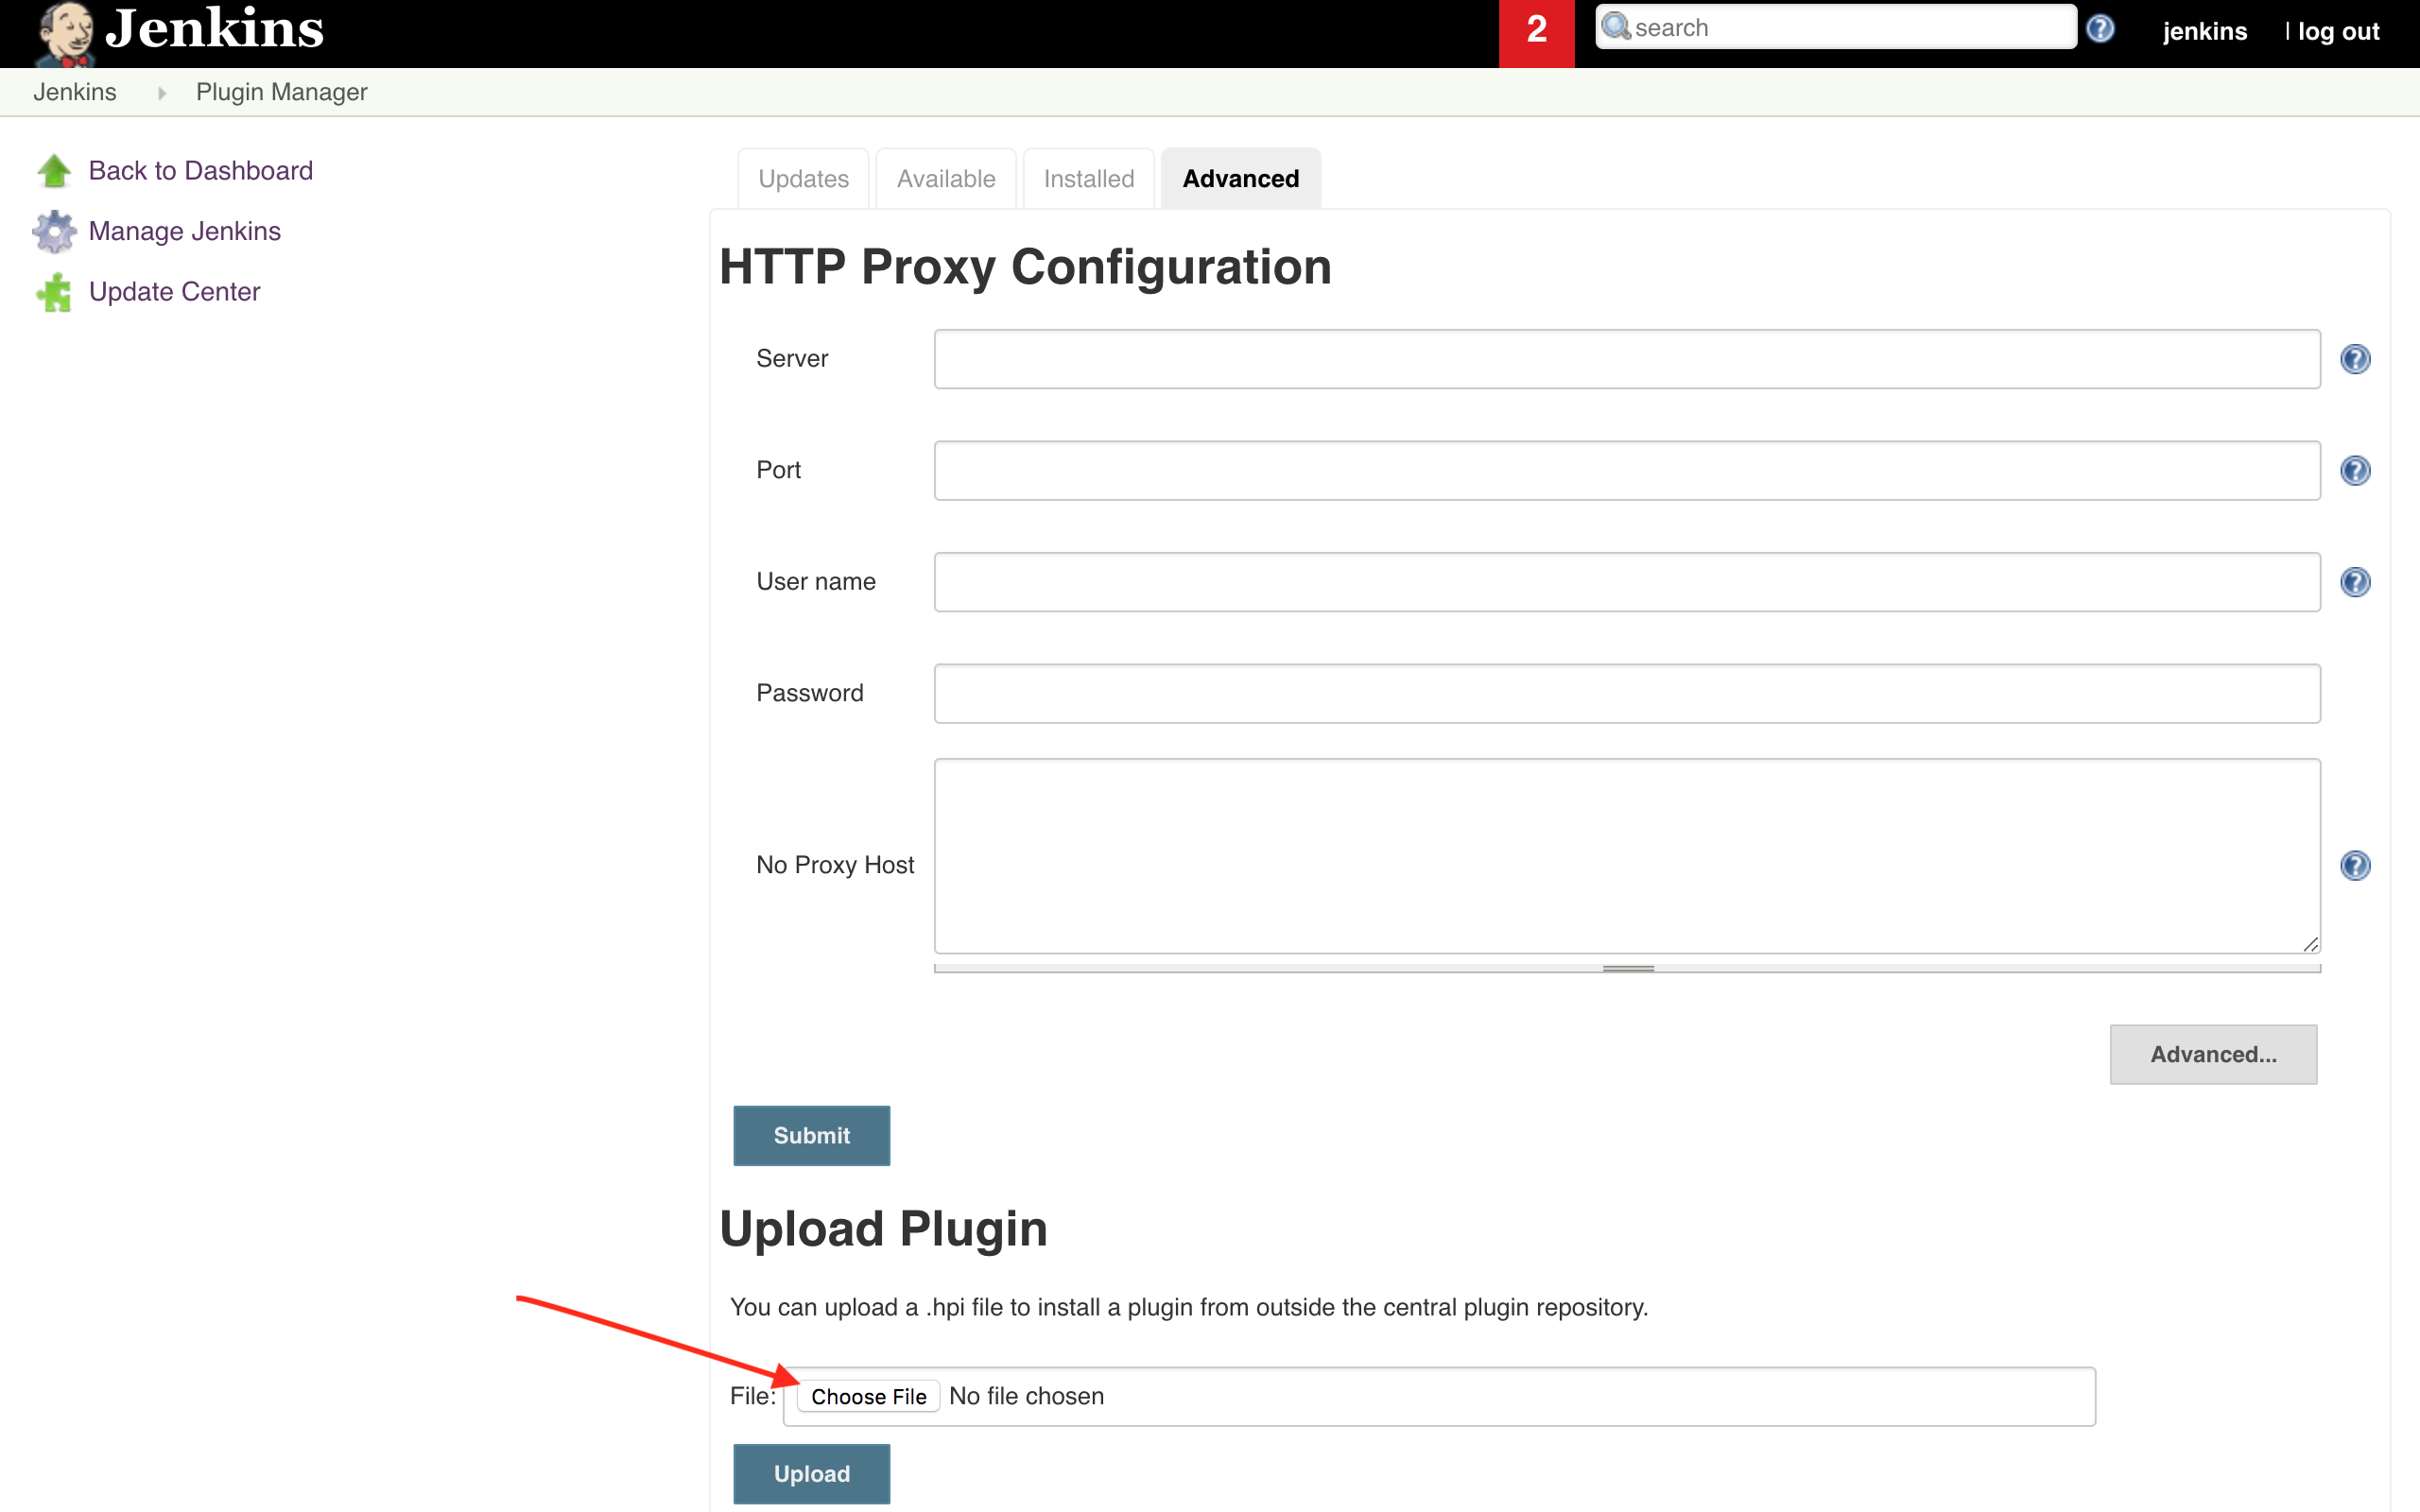 Jenkins
2
search
jenkins
| log out
Jenkins
Plugin Manager
Back to Dashboard
Manage Jenkins
Update Center
Updates
Available
Installed
Advanced
HTTP Proxy Configuration
Server
Port
User name
Password
No Proxy Host
Advanced...
Submit
Upload Plugin
You can upload a .hpi file to install a plugin from outside the central plugin repository.
File: Choose File No file chosen
Upload